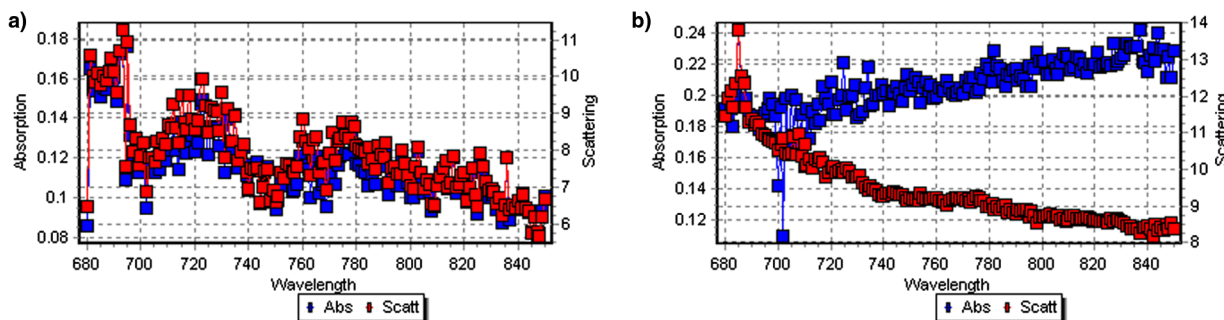 a)
0.18
0.16
0.14
0.12
0.1
0.08
Absorption
11
10
9
8
7
6
Scattering
680 700 720 740 760 780 800 820 840
Wavelength
Abs Scatt
b)
0.24
0.22
0.2
0.18
0.16
0.14
0.12
Absorption
14
13
12
11
10
9
8
Scattering
680 700 720 740 760 780 800 820 840
Wavelength
Abs Scatt